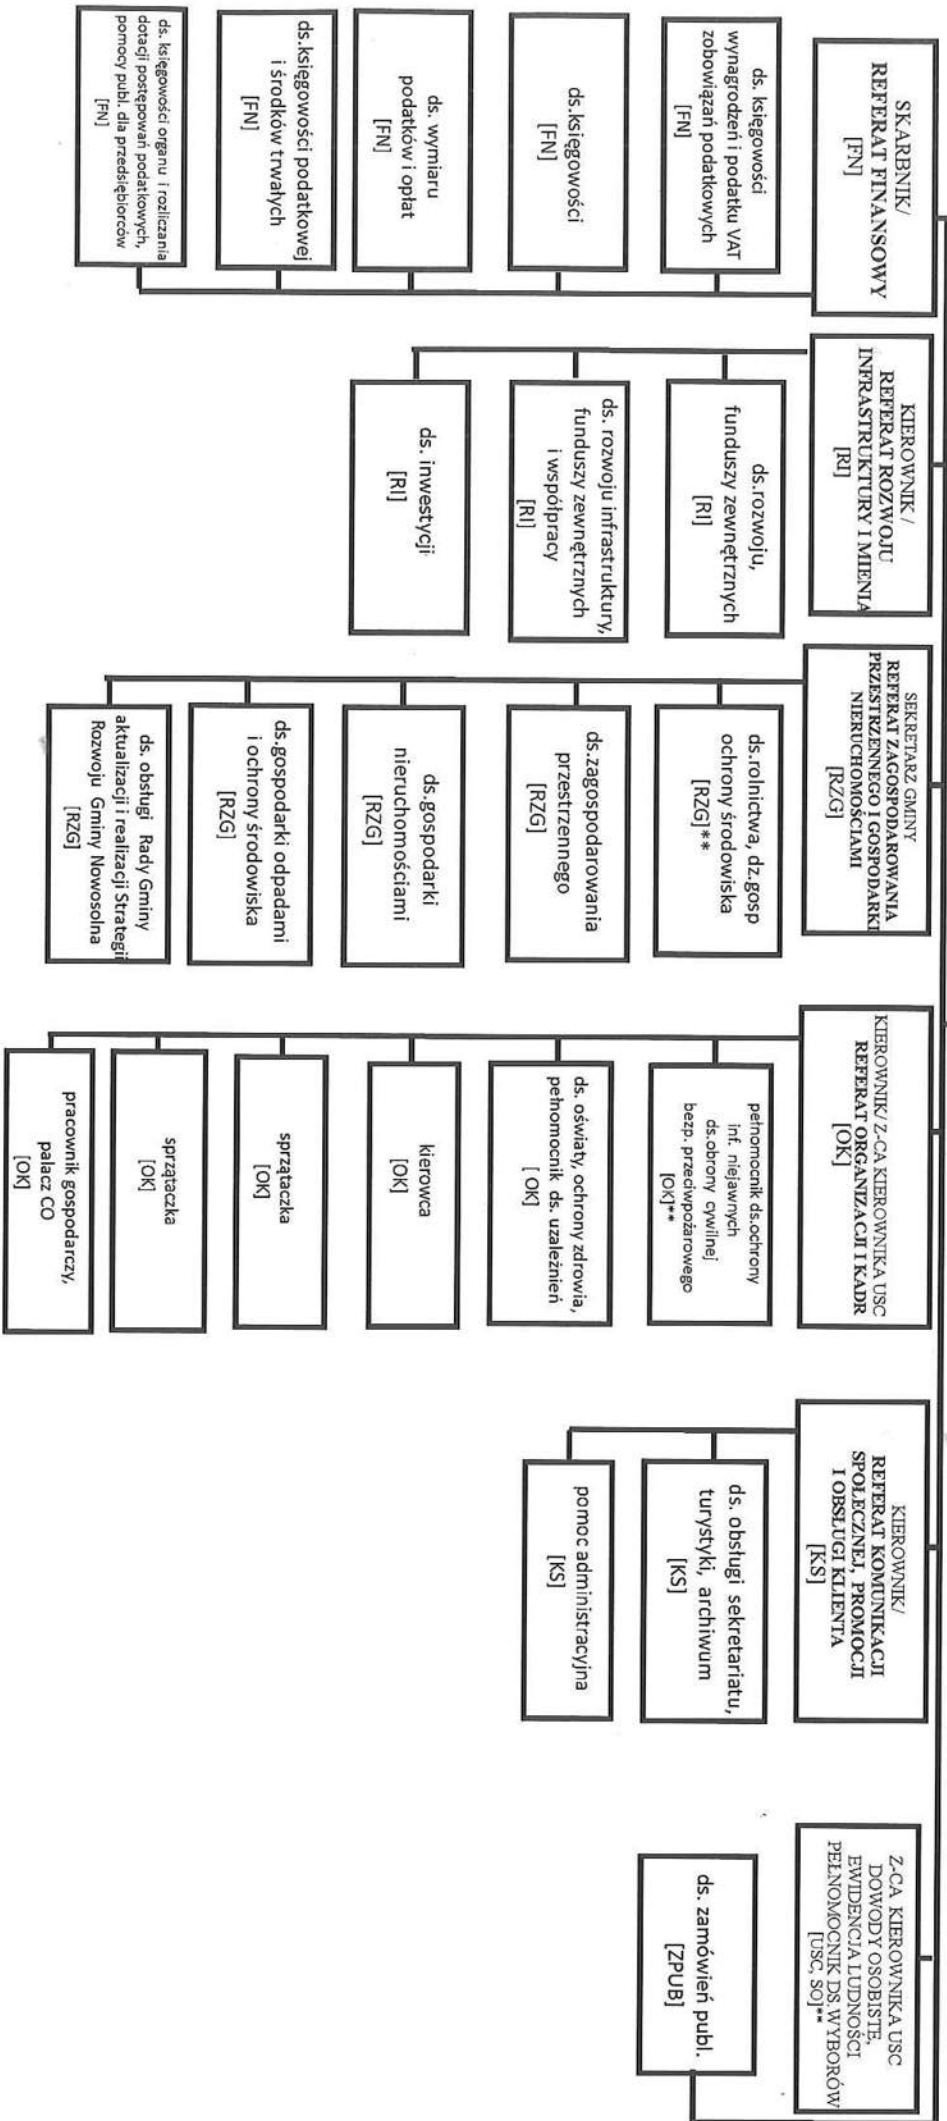 SKARBNIK/
REFERAT FINANSOWY
[FN]
ds. księgowości
wynagrodzeń i podatku VAT
zobowiązań podatkowych
[FN]
ds.księgowości
[FN]
ds. wymiaru
podatków i opłat
[FN]
ds.księgowości podatkowej
i środków trwałych
[FN]
ds. księgowości organu i rozliczania
dotacji postępowań podatkowych,
pomocy publ. dla przedsiębiorców
[FN]
KIEROWNIK /
REFERAT ROZWOJU
INFRASTRUKTURY I MIENIA
[RI]
ds.rozwoju,
funduszy zewnętrznych
[RI]
ds. rozwoju infrastruktury,
funduszy zewnętrznych
i współpracy
[RI]
ds. inwestycji
[RI]
SEKRETARZ GMINY
REFERAT ZAGOSPODAROWANIA
PRZESTRZENNEGO I GOSPODARKI
NIERUCHOMOŚCIAMI
[RZG]
ds.rolnictwa, dz.gosp
ochrony środowiska
[RZG]**
ds.zagospodarowania
przestrzennego
[RZG]
ds.gospodarki
nieruchomościami
[RZG]
ds.gospodarki odpadami
i ochrony środowiska
[RZG]
ds. obsługi Rady Gminy
aktualizacji i realizacji Strategii
Rozwoju Gminy Nowosolna
[RZG]
KIEROWNIK/ Z-CA KIEROWNIKA USC
REFERAT ORGANIZACJI I KADR
[OK]
pełnomocnik ds.ochrony
inf. niejawnych
ds.obrony cywilnej
bezp. przeciwpożarowego
[OK]**
ds. oświaty, ochrony zdrowia,
pełnomocnik ds. uzależnień
[ OK]
kierowca
[OK]
sprzątaczka
[OK]
sprzątaczka
[OK]
pracownik gospodarczy,
palacz CO
[OK]
KIEROWNIK/
REFERAT KOMUNIKACJI
SPOŁECZNEJ, PROMOCJI
I OBSŁUGI KLIENTA
[KS]
ds. obsługi sekretariatu,
turystyki, archiwum
[KS]
pomoc administracyjna
[KS]
Z-CA KIEROWNIKA USC
DOWODY OSOBISTE,
EWIDENCJA LUDNOŚCI
PEŁNOMOCNIK DS.WYBORÓW
[USC, SO]**
ds. zamówień publ.
[ZPUB]